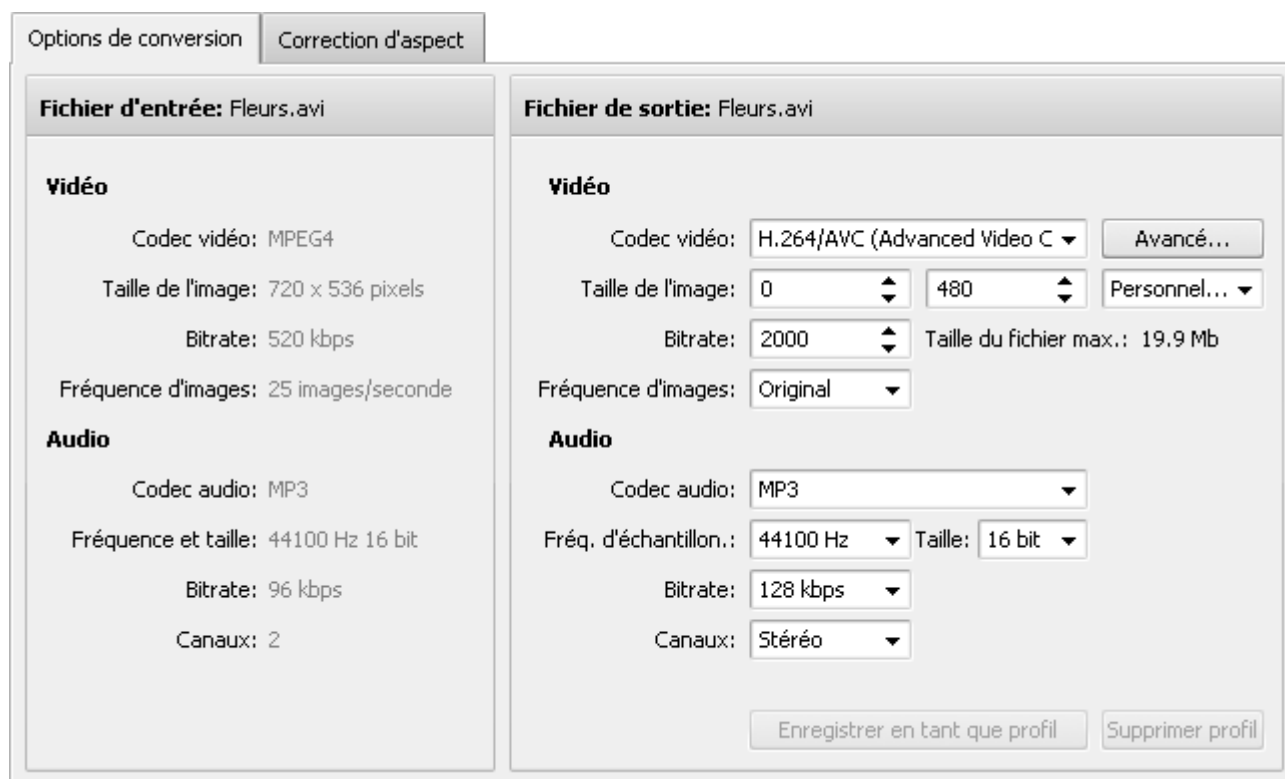 Options de conversion Correction d'aspect
Fichier d'entrée: Fleurs.avi
Vidéo
Codec vidéo: MPEG4
Taille de l'image: 720 x 536 pixels
Bitrate: 520 kbps
Fréquence d'images: 25 images/seconde
Audio
Codec audio: MP3
Fréquence et taille: 44100 Hz 16 bit
Bitrate: 96 kbps
Canaux: 2
Fichier de sortie: Fleurs.avi
Vidéo
Codec vidéo: H.264/AVC (Advanced Video C Avancé...
Taille de l'image: 0 480 Personnel...
Bitrate: 2000 Taille du fichier max.: 19.9 Mb
Fréquence d'images: Original
Audio
Codec audio: MP3
Fréq. d'échantillon.: 44100 Hz Taille: 16 bit
Bitrate: 128 kbps
Canaux: Stéréo
Enregistrer en tant que profil Supprimer profil